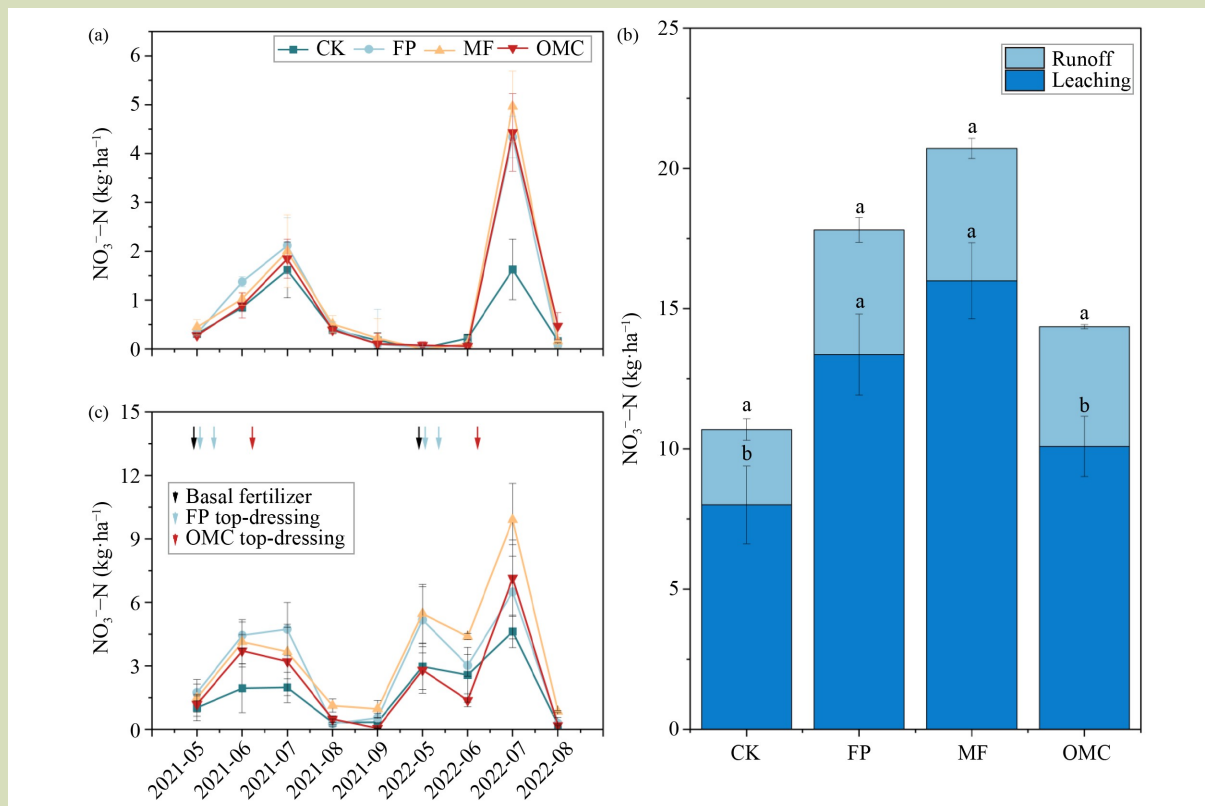 (a)
CK FP MF OMC
NO₃⁻–N (kg·ha⁻¹)
6
5
4
3
2
1
0
(c)
15
12
9
6
3
0
NO₃⁻–N (kg·ha⁻¹)
Basal fertilizer
FP top-dressing
OMC top-dressing
2021-05 2021-06 2021-07 2021-08 2021-09 2022-05 2022-06 2022-07 2022-08
(b)
25
20
15
10
5
0
NO₃⁻–N (kg·ha⁻¹)
Runoff
Leaching
a a a a
b a a b
CK FP MF OMC